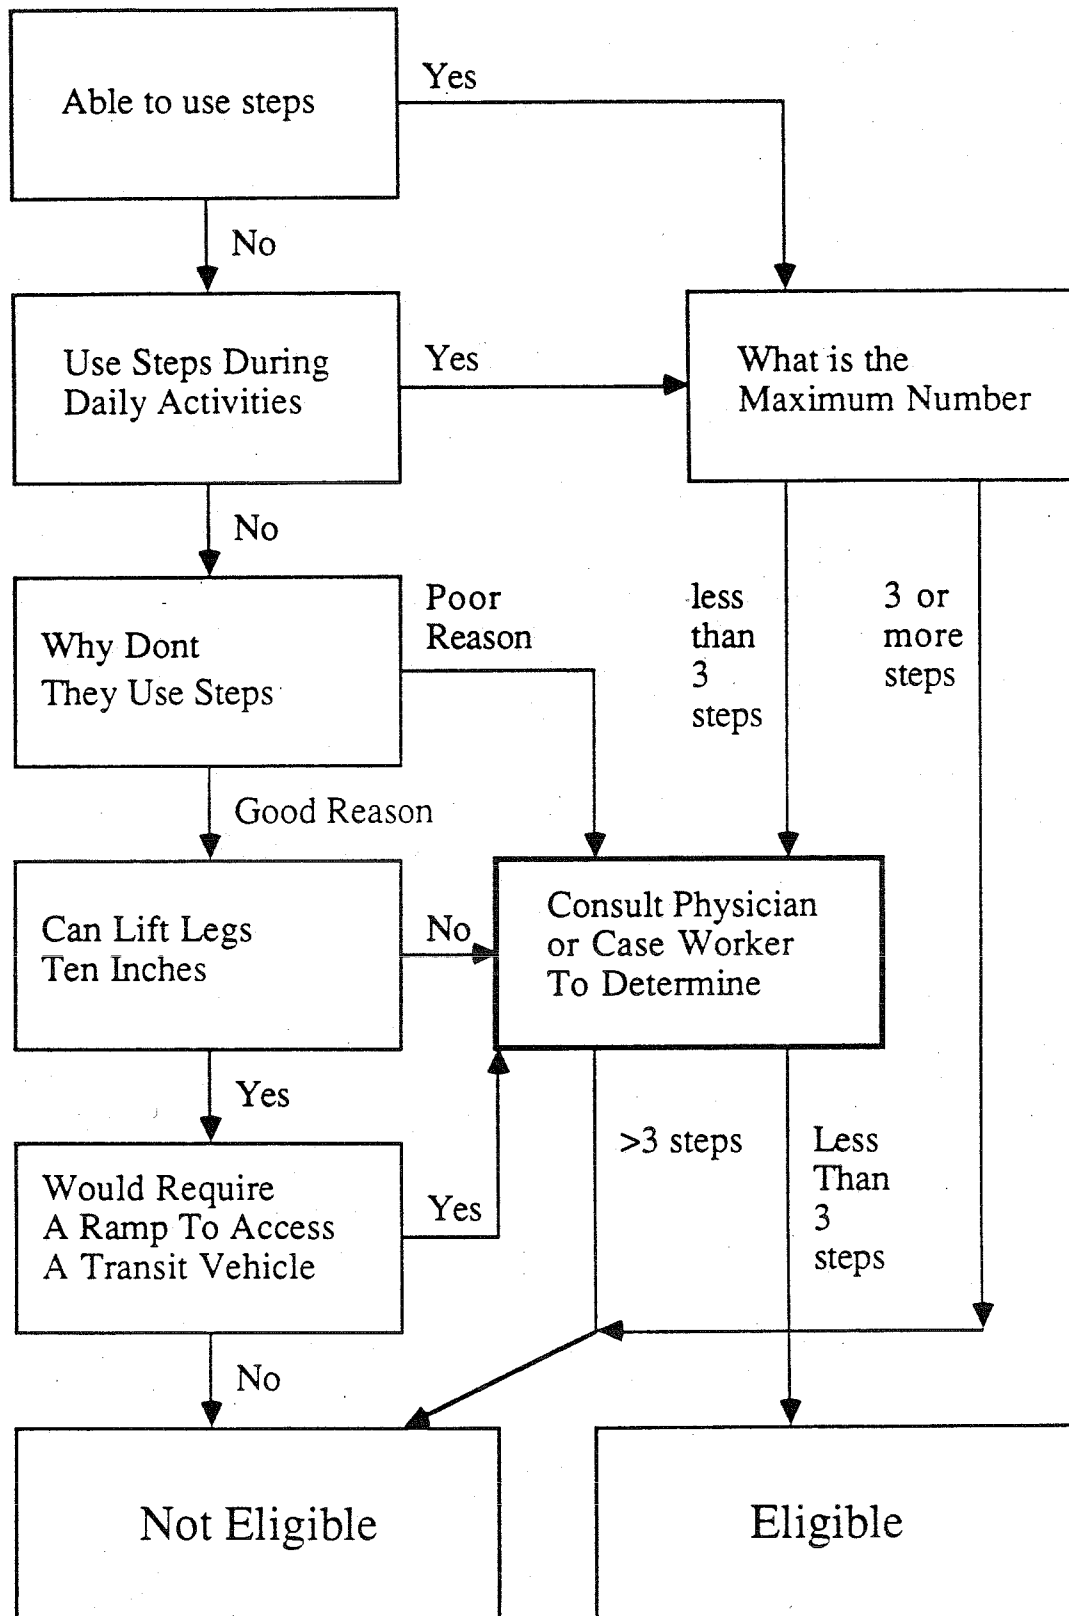 Able to use steps
Yes
No
Use Steps During
Daily Activities
Yes
What is the
Maximum Number
No
Why Dont
They Use Steps
Poor
Reason
less
than
3
steps
3 or
more
steps
Good Reason
Can Lift Legs
Ten Inches
No
Consult Physician
or Case Worker
To Determine
Yes
Would Require
A Ramp To Access
A Transit Vehicle
Yes
>3 steps
Less
Than
3
steps
No
Not Eligible
Eligible